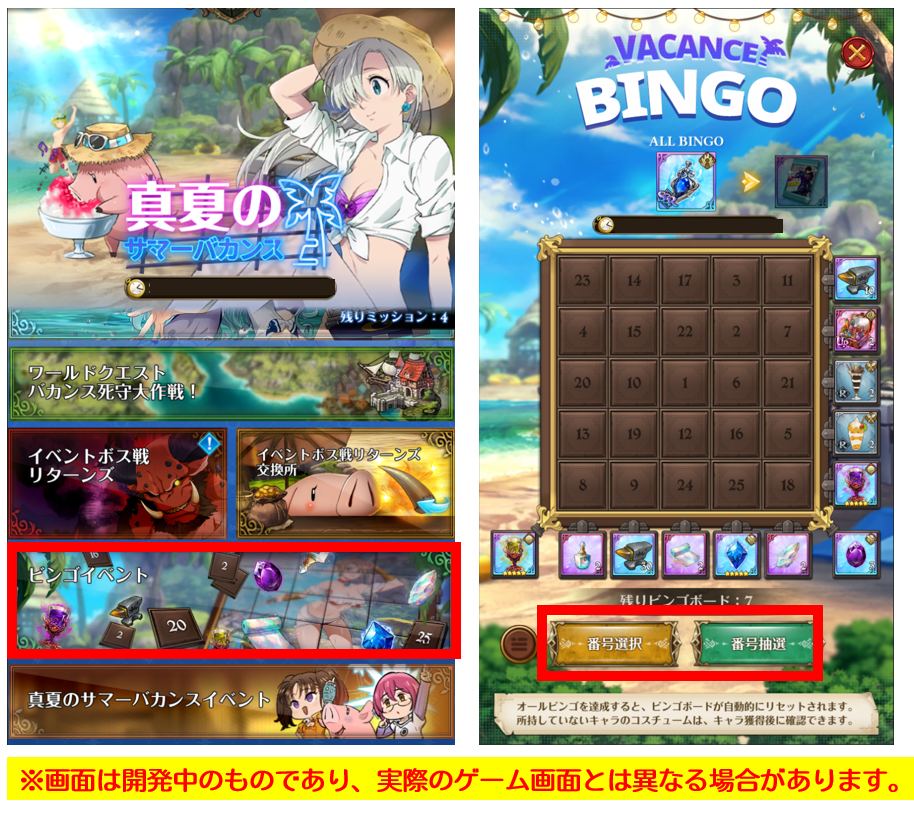 真夏の
サマーバカンス
残りミッション：4
ワールドクエスト
バカンス死守大作戦！
イベントボス戦
リターンズ
!
イベントボス戦リターンズ
交換所
ビンゴイベント
16
2
2
20
25
真夏のサマーバカンスイベント
VACANCE
BINGO
ALL BINGO
23 14 17 3 11
4 15 22 2 7
20 10 1 6 21
13 19 12 16 5
8 9 24 25 18
残りビンゴボード：7
番号選択 番号抽選
オールビンゴを達成すると、ビンゴボードが自動的にリセットされます。
所持していないキャラのコスチュームは、キャラ獲得後に確認できます。
※画面は開発中のものであり、実際のゲーム画面とは異なる場合があります。